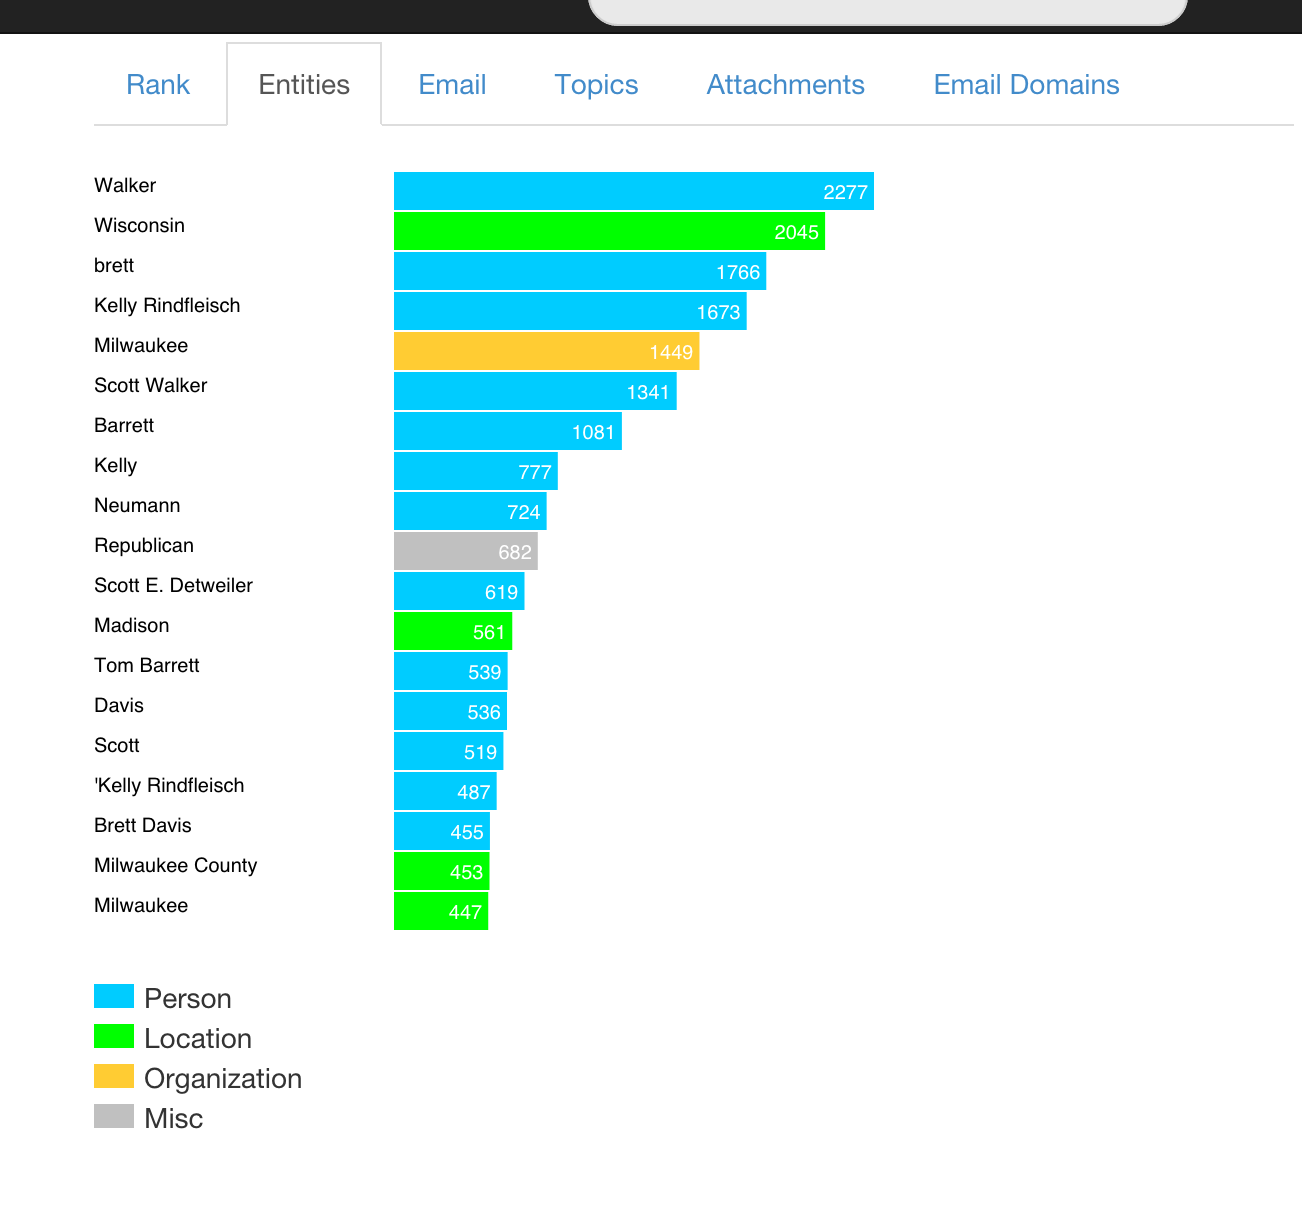 Rank Entities Email Topics Attachments Email Domains
Walker 2277
Wisconsin 2045
brett 1766
Kelly Rindfleisch 1673
Milwaukee 1449
Scott Walker 1341
Barrett 1081
Kelly 777
Neumann 724
Republican 682
Scott E. Detweiler 619
Madison 561
Tom Barrett 539
Davis 536
Scott 519
'Kelly Rindfleisch 487
Brett Davis 455
Milwaukee County 453
Milwaukee 447
Person
Location
Organization
Misc